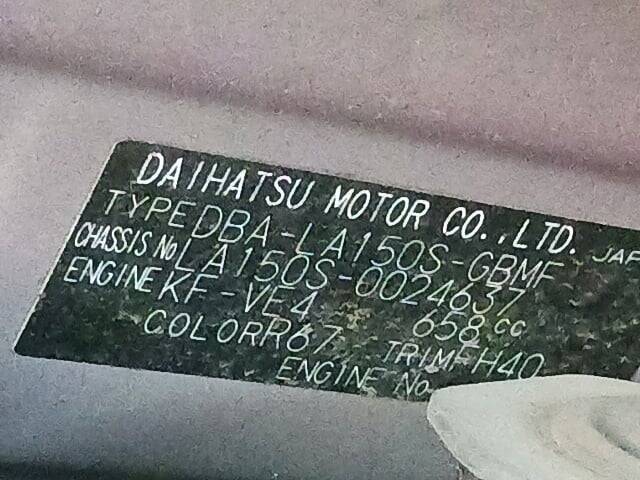 DAIHATSU MOTOR CO., LTD. JAP
TYPE DBA-LA150S-GBMF
CHASSIS No LA150S-0024637
ENGINE KF-VE4 658cc
COLOR R67 TRIM FH40
ENGINE No.